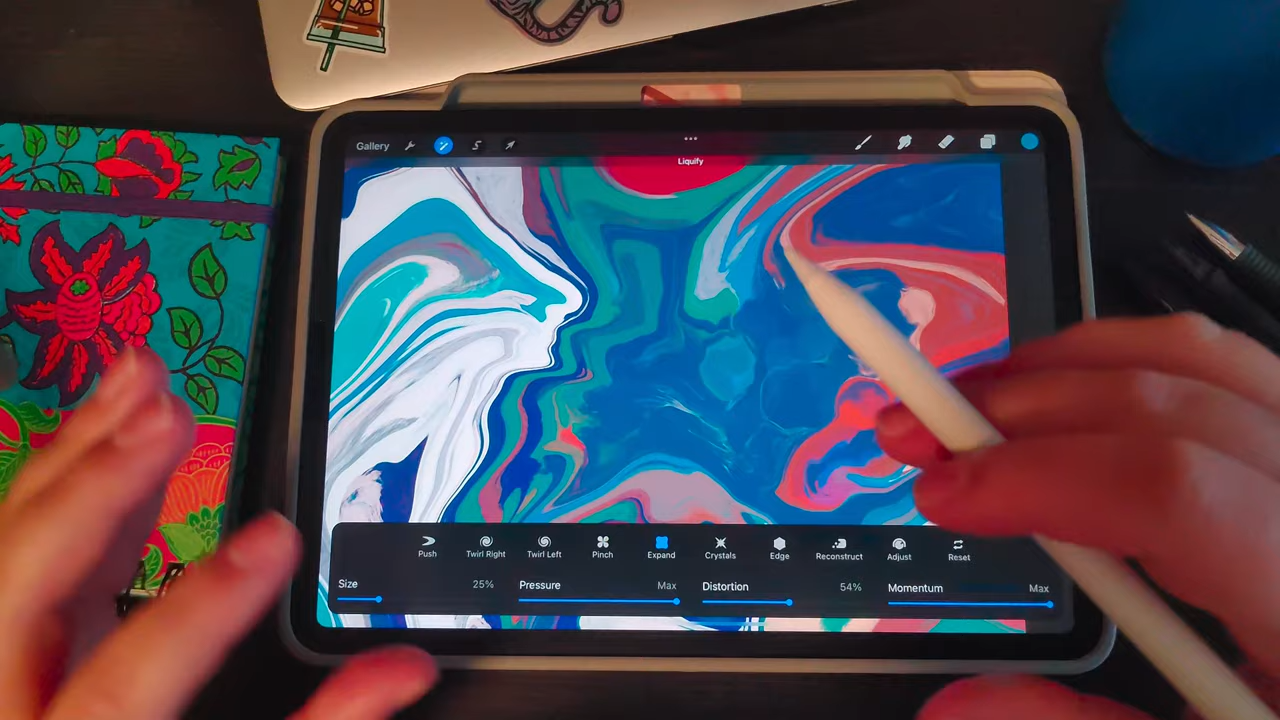 Gallery
Liquify
Push Twirl Right Twirl Left Pinch Expand Crystals Edge Reconstruct Adjust Reset
Size 25% Pressure Max Distortion 54% Momentum Max